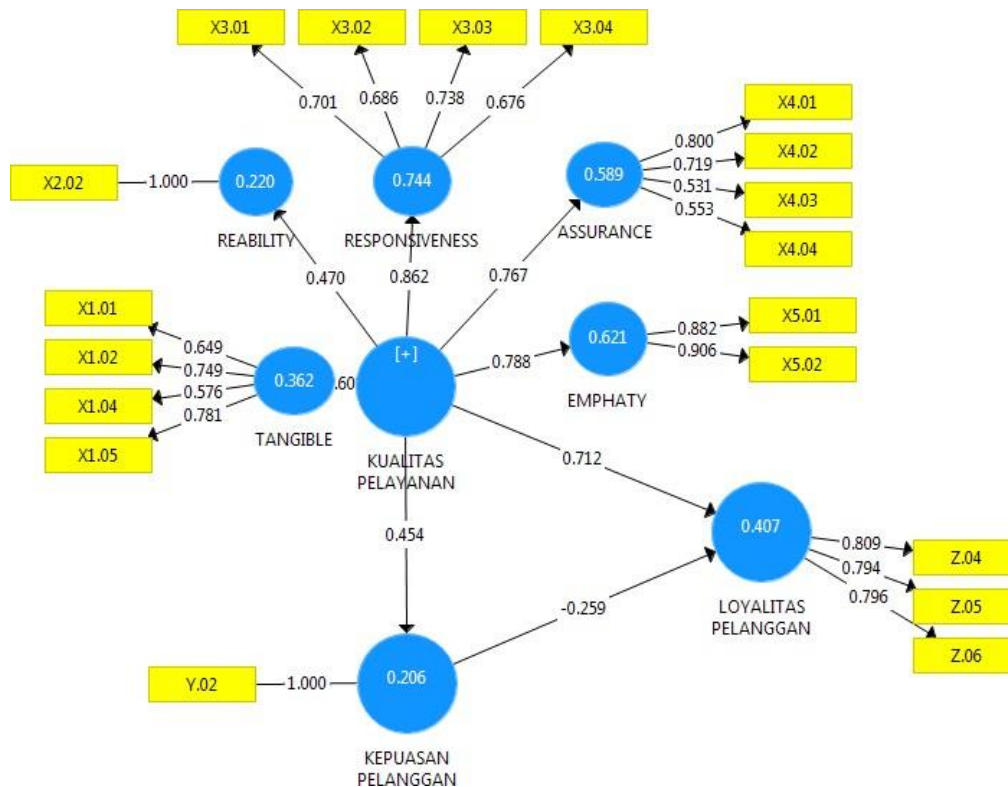 X3.01
X3.02
X3.03
X3.04
0.701
0.686
0.738
0.676
X4.01
X4.02
X4.03
X4.04
0.800
0.719
0.531
0.553
X2.02
1.000
0.220
REABILITY
0.744
RESPONSIVENESS
0.589
ASSURANCE
0.470
0.862
0.767
X1.01
X1.02
X1.04
X1.05
0.649
0.749
0.576
0.781
0.362
TANGIBLE
.60
[+]
KUALITAS
PELAYANAN
0.788
0.621
EMPHATY
0.882
0.906
X5.01
X5.02
0.712
0.454
-0.259
0.407
LOYALITAS
PELANGGAN
0.809
0.794
0.796
Z.04
Z.05
Z.06
Y.02
1.000
0.206
KEPUASAN
PELANGGAN